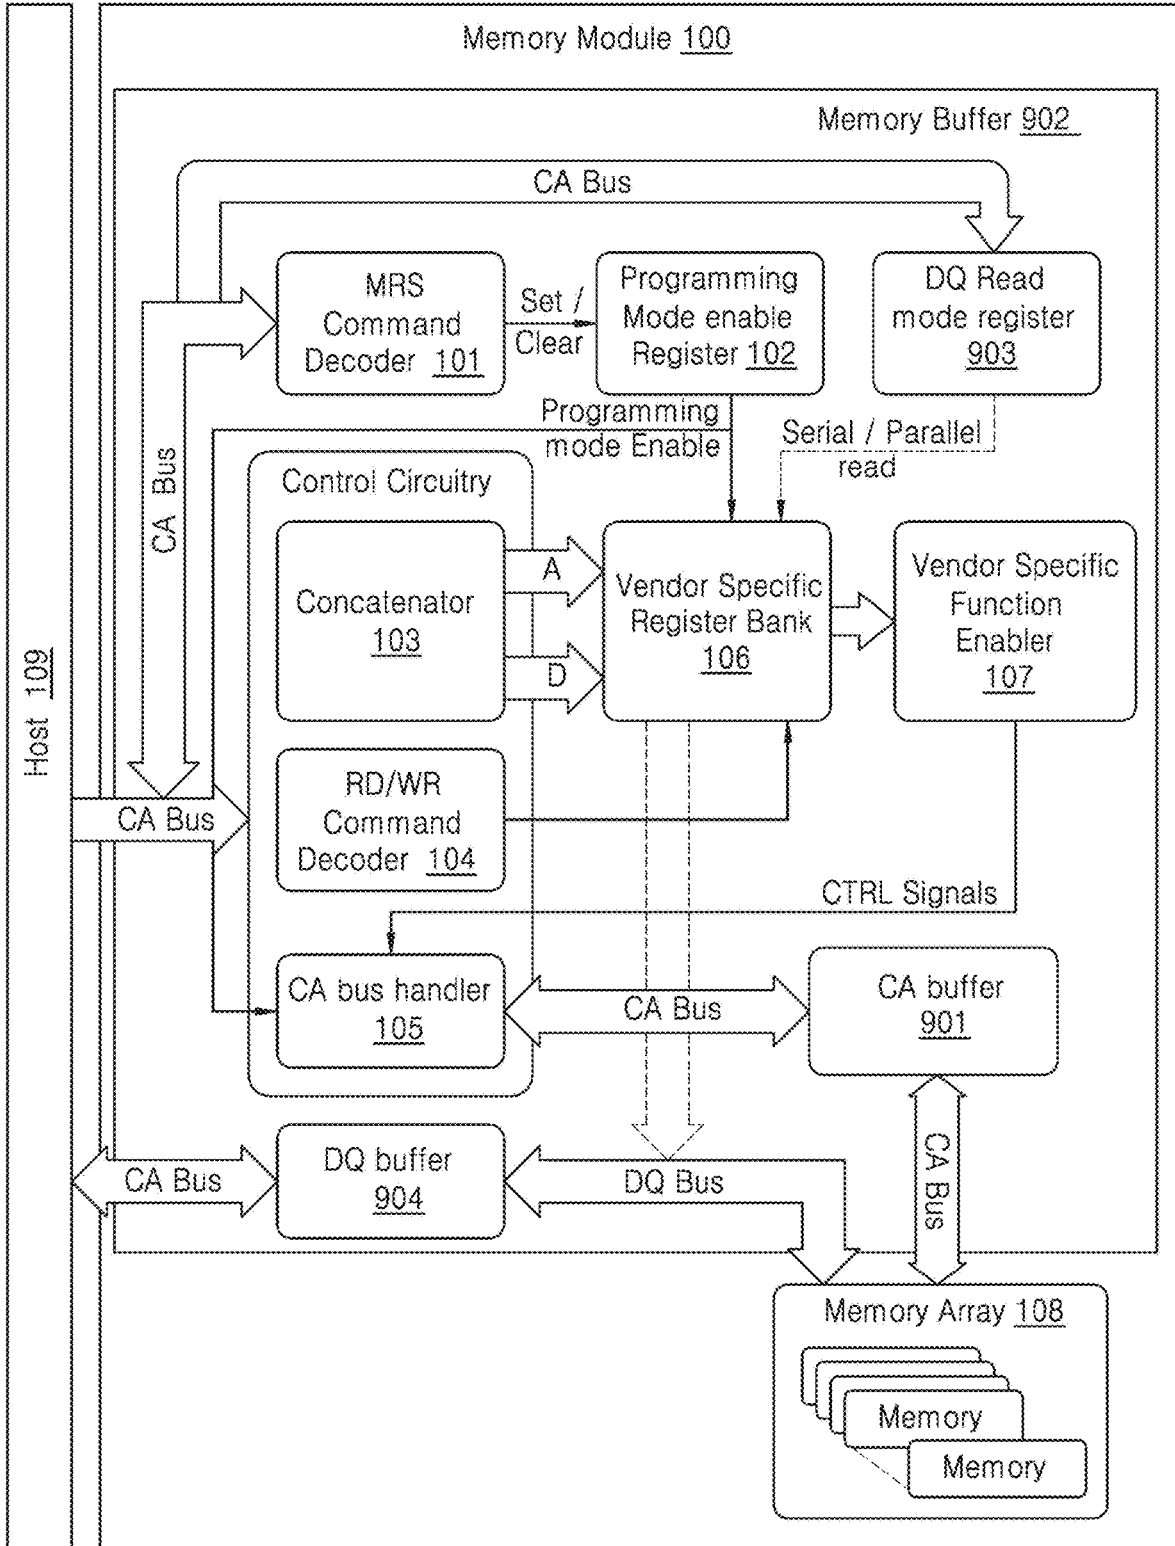 Memory Module 100
Memory Buffer 902
CA Bus
MRS
Command
Decoder 101
Set /
Clear
Programming
Mode enable
Register 102
DQ Read
mode register
903
Programming
mode Enable
Serial / Parallel
read
CA Bus
Control Circuitry
Concatenator
103
A
D
Vendor Specific
Register Bank
106
Vendor Specific
Function
Enabler
107
Host 109
CA Bus
RD/WR
Command
Decoder 104
CTRL Signals
CA bus handler
105
CA Bus
CA buffer
901
CA Bus
CA Bus
DQ buffer
904
DQ Bus
Memory Array 108
Memory
Memory